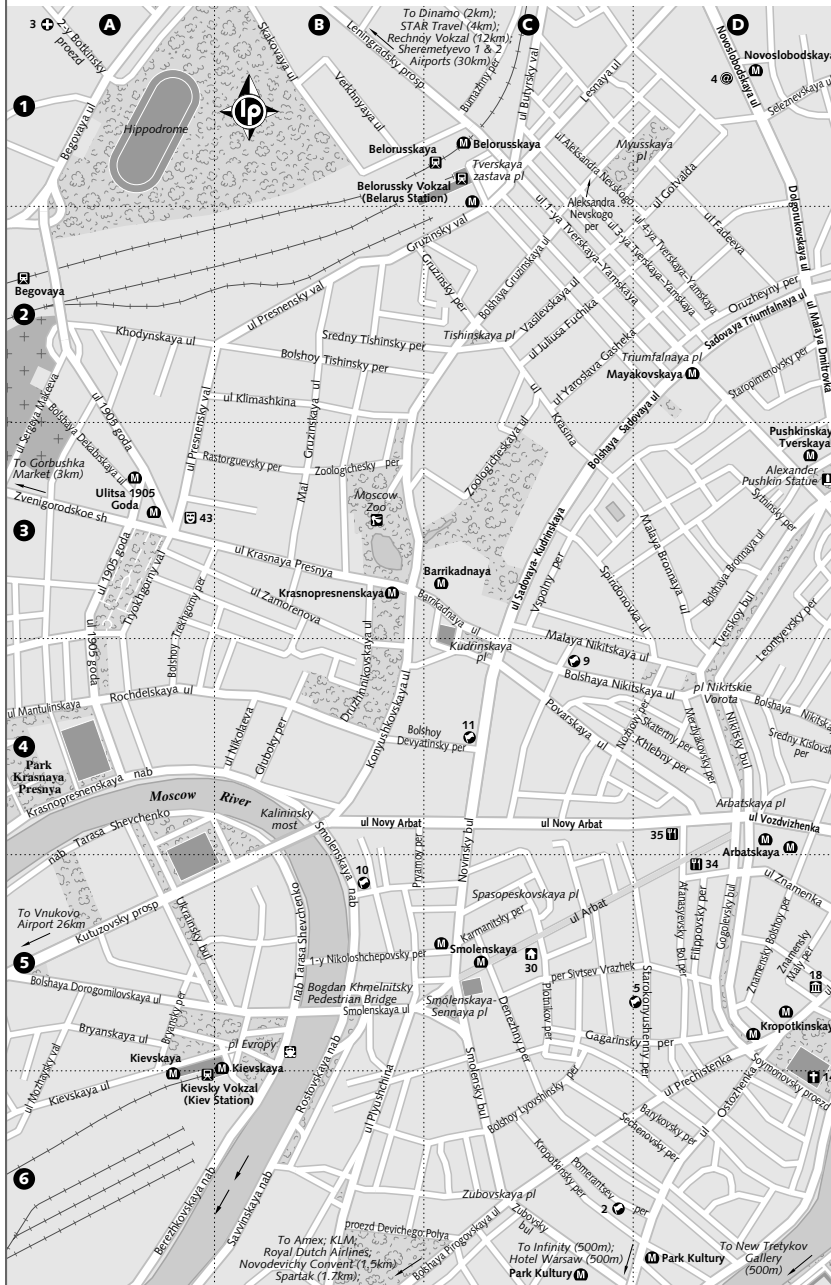 A
B
C
D
1
2
3
4
5
6
lp
3
2-y Botkinsky
proezd
Begovaya ul
Hippodrome
Skakovaya ul
Verkhnyaya ul
Leningradsky prosp
To Dinamo (2km);
STAR Travel (4km);
Rechnoy Vokzal (12km);
Sheremetyevo 1 & 2
Airports (30km)
Bumazhny per
ul Butyrsky val
Lesnaya ul
Novoslobodskaya ul
Novoslobodskaya
4
Seleznevskaya ul
Belorusskaya
Belorusskaya
Tverskaya
zastava pl
Belorussky Vokzal
(Belarus Station)
ul Aleksandra Nevskogo
Miusskaya
pl
ul Gotvalda
Aleksandra
Nevskogo
per
ul Fadeeva
ul 4-ya Tverskaya-Yamskaya
ul 3-ya Tverskaya-Yamskaya
ul 1-ya Tverskaya-Yamskaya
Dolgorukovskaya ul
Begovaya
Gruzinsky val
Gruzinsky per
Bolshaya Gruzinskaya ul
Vasilevskaya ul
ul Juliusa Fuchika
ul Yaroslava Gasheka
Oruzheyny per
Sadovaya Triumfalnaya ul
ul Malaya Dmitrovka
ul Presnensky val
Khodynskaya ul
Sredny Tishinsky per
Bolshoy Tishinsky per
Tishinskaya pl
Triumfalnaya pl
Mayakovskaya
Staropimenovsky per
ul Klimashkina
ul Krasina
Bolshaya Sadovaya ul
Pushkinskaya
Tverskaya
Alexander
Pushkin Statue
ul Sergeya Makeeva
Bolshaya Dekabskaya ul
ul 1905 goda
ul Presnensky val
Rastorguevsky per
Mal Gruzinskaya ul
Zoologichesky per
Zoologicheskaya ul
To Gorbushka
Market (3km)
Ulitsa 1905
Goda
Zvenigorodskoe sh
43
Moscow
Zoo
Sytninsky per
Malaya Bronnaya ul
Bolshaya Bronnaya ul
ul Sadovaya- Kudrinskaya
Vspolny per
Spiridonovka ul
Tverskoy bul
Leontyevsky per
ul 1905 goda
Tryokhgorny val
Bolshoy Trekhgorny per
ul Krasnaya Presnya
ul Zamorenova
Krasnopresnenskaya
Barrikadnaya
Barrikadnaya ul
Kudrinskaya
pl
Malaya Nikitskaya ul
9
Bolshaya Nikitskaya ul
pl Nikitskie
Vorota
Bolshaya Nikitskaya
ul 1905 goda
ul Mantulinskaya
Rochdelskaya ul
Druzhinnikovskaya ul
Konyushkovskaya ul
11
Bolshoy
Devyatinsky per
Povarskaya ul
Nozhovy per
Skaterny per
Khlebny per
Merzlyakovsky per
Nikitsky bul
Sredny Kislovsky
per
Park
Krasnaya
Presnya
ul Nikolaeva
Gluboky per
Krasnopresnenskaya nab
Moscow River
Kalininsky
most
nab Tarasa Shevchenko
ul Novy Arbat
ul Novy Arbat
Arbatskaya pl
ul Vozdvizhenka
35
34
Arbatskaya
ul Znamenka
Smolenskaya nab
10
Pryamoy per
Novinsky bul
Spasopeskovskaya pl
Karmanitsky per
ul Arbat
Afanasyevsky Bol per
Filippovsky per
Gogolevsky bul
Znamensky Bolshoy per
Znamensky
Maly per
18
To Vnukovo
Airport 26km
Kutuzovsky prosp
Ukrainsky bul
nab Tarasa Shevchenko
1-y Nikoloshchepovsky per
Smolenskaya
30
per Sivtsev Vrazhek
5
Starokonyushenny per
Plotnikov per
Denezhny per
Gagarinsky per
Kropotkinskaya
Bolshaya Dorogomilovskaya ul
Bogdan Khmelnitsky
Pedestrian Bridge
Smolenskaya ul
Smolenskaya-
Sennaya pl
Bryansky per
Bryanskaya ul
pl Evropy
Kievskaya
Kievskaya
Kievsky Vokzal
(Kiev Station)
ul Mozhaysky val
Kievskaya ul
Rostovskaya nab
ul Plyushchina
Smolensky bul
Bolshoy Lyovshinsky per
ul Prechistenka
Ostozhenka
ul
Soymonovsky proezd
Barykovsky per
Sechenovsky per
Kropotkinsky per
Pomerantsev per
2
Zubovskaya pl
Zubovsky
bul
Berezhkovskaya nab
Savvinskaya nab
proezd Devichego Polya
Bolshaya Pirogovskaya ul
To Amex; KLM;
Royal Dutch Airlines;
Novodevichy Convent (1.5km)
Spartak (1.7km);
To Infinity (500m);
Hotel Warsaw (500m)
Park Kultury
Park Kultury
To New Tretykov
Gallery
(500m)